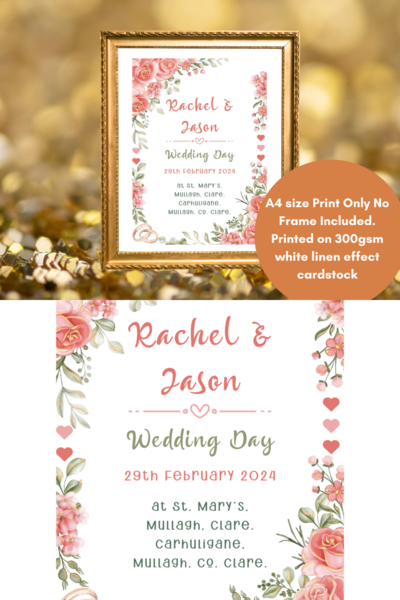 Rachel &
Jason
Wedding Day
29th February 2024
at St. Mary's,
Mullagh, Clare,
Carhuligane,
Mullagh, Co. Clare.
A4 size Print Only No
Frame Included.
Printed on 300gsm
white linen effect
cardstock
Rachel &
Jason
Wedding Day
29th February 2024
at St. Mary's,
Mullagh, Clare.
Carhuligane,
Mullagh, Co. Clare.